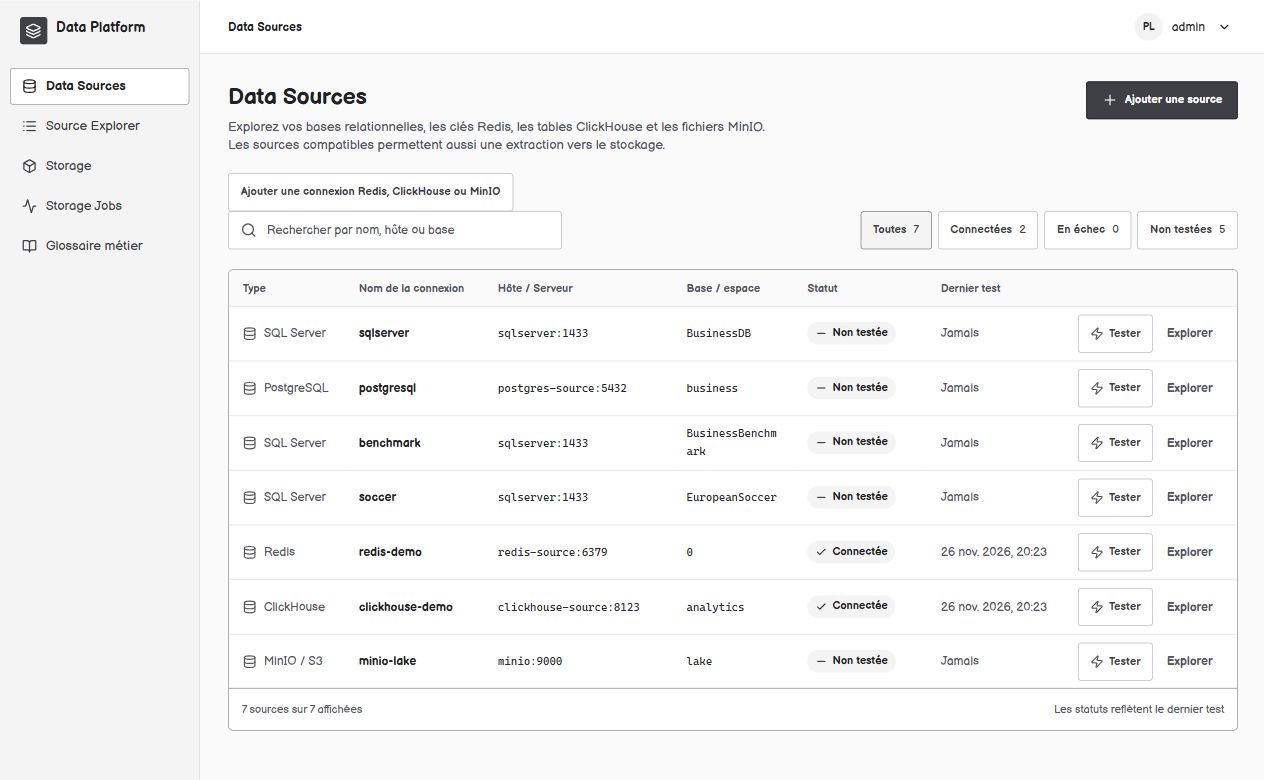 Data Platform
Data Sources
Source Explorer
Storage
Storage Jobs
Glossaire métier
Data Sources
PL admin
Data Sources
Explorez vos bases relationnelles, les clés Redis, les tables ClickHouse et les fichiers MinIO.
Les sources compatibles permettent aussi une extraction vers le stockage.
Ajouter une source
Ajouter une connexion Redis, ClickHouse ou MinIO
Rechercher par nom, hôte ou base
Toutes 7 Connectées 2 En échec 0 Non testées 5
Type Nom de la connexion Hôte / Serveur Base / espace Statut Dernier test
SQL Server sqlserver sqlserver:1433 BusinessDB Non testée Jamais Tester Explorer
PostgreSQL postgresql postgres-source:5432 business Non testée Jamais Tester Explorer
SQL Server benchmark sqlserver:1433 BusinessBenchm
ark Non testée Jamais Tester Explorer
SQL Server soccer sqlserver:1433 EuropeanSoccer Non testée Jamais Tester Explorer
Redis redis-demo redis-source:6379 0 Connectée 26 nov. 2026, 20:23 Tester Explorer
ClickHouse clickhouse-demo clickhouse-source:8123 analytics Connectée 26 nov. 2026, 20:23 Tester Explorer
MinIO / S3 minio-lake minio:9000 lake Non testée Jamais Tester Explorer
7 sources sur 7 affichées Les statuts reflètent le dernier test